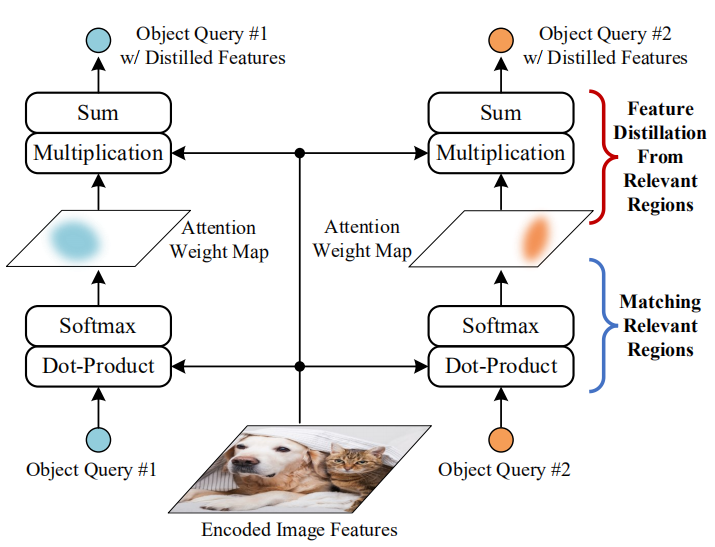 Object Query #1
w/ Distilled Features
Object Query #2
w/ Distilled Features
Sum
Multiplication
Sum
Multiplication
Feature
Distillation
From
Relevant
Regions
Attention
Weight Map
Attention
Weight Map
Softmax
Dot-Product
Softmax
Dot-Product
Matching
Relevant
Regions
Object Query #1
Object Query #2
Encoded Image Features